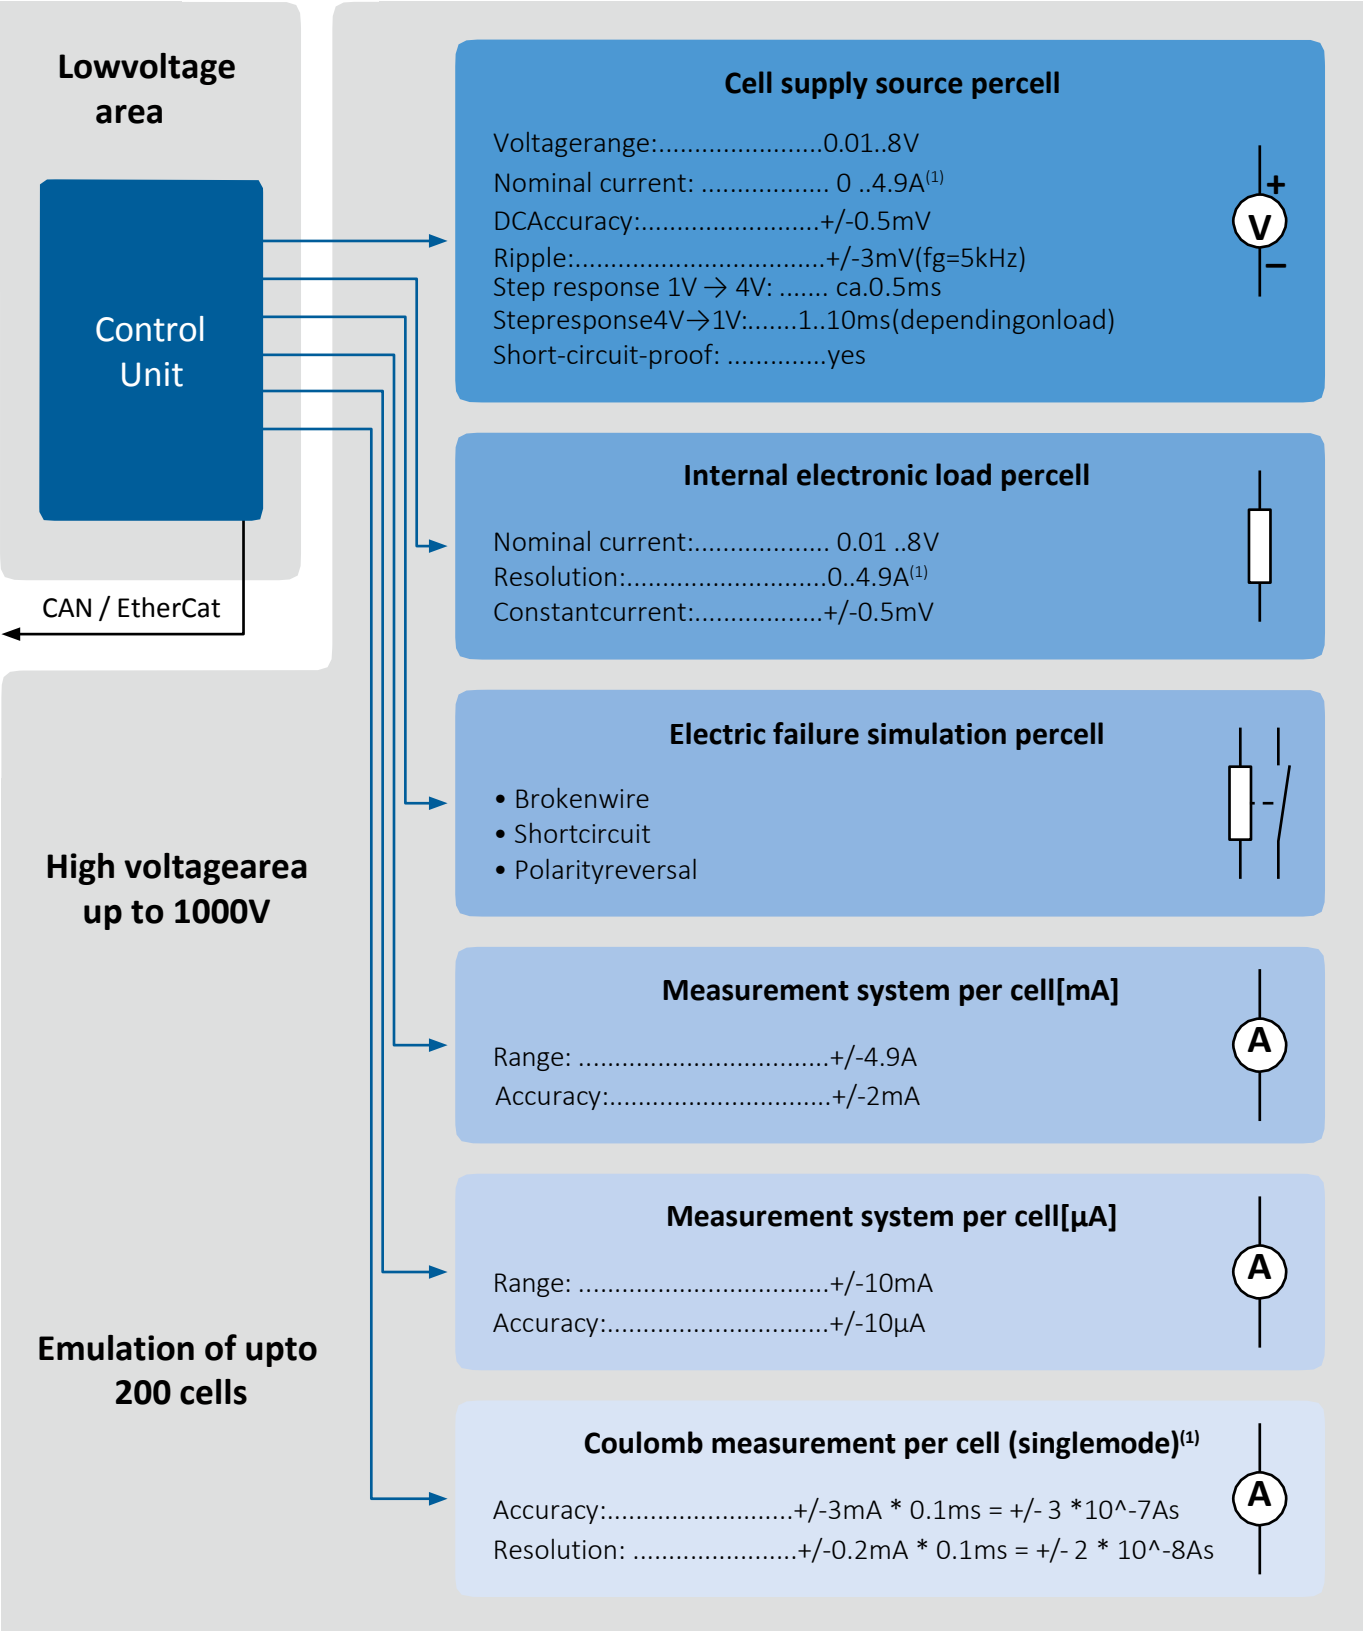 Lowvoltage
area
Control
Unit
CAN / EtherCat
High voltagearea
up to 1000V
Emulation of upto
200 cells
Cell supply source percell
Voltagerange:.......................0.01..8V
Nominal current: .................. 0 ..4.9A(1)
DCAccuracy:.........................+/-0.5mV
Ripple:...................................+/-3mV(fg=5kHz)
Step response 1V → 4V: ....... ca.0.5ms
Stepresponse4V→1V:.......1..10ms(dependingonload)
Short-circuit-proof: ..............yes
V
+
−
Internal electronic load percell
Nominal current:................... 0.01 ..8V
Resolution:............................0..4.9A(1)
Constantcurrent:..................+/-0.5mV
Electric failure simulation percell
• Brokenwire
• Shortcircuit
• Polarityreversal
Measurement system per cell[mA]
Range: ...................................+/-4.9A
Accuracy:...............................+/-2mA
A
Measurement system per cell[µA]
Range: ...................................+/-10mA
Accuracy:...............................+/-10µA
A
Coulomb measurement per cell (singlemode)(1)
Accuracy:..........................+/-3mA * 0.1ms = +/- 3 *10^-7As
Resolution: .......................+/-0.2mA * 0.1ms = +/- 2 * 10^-8As
A